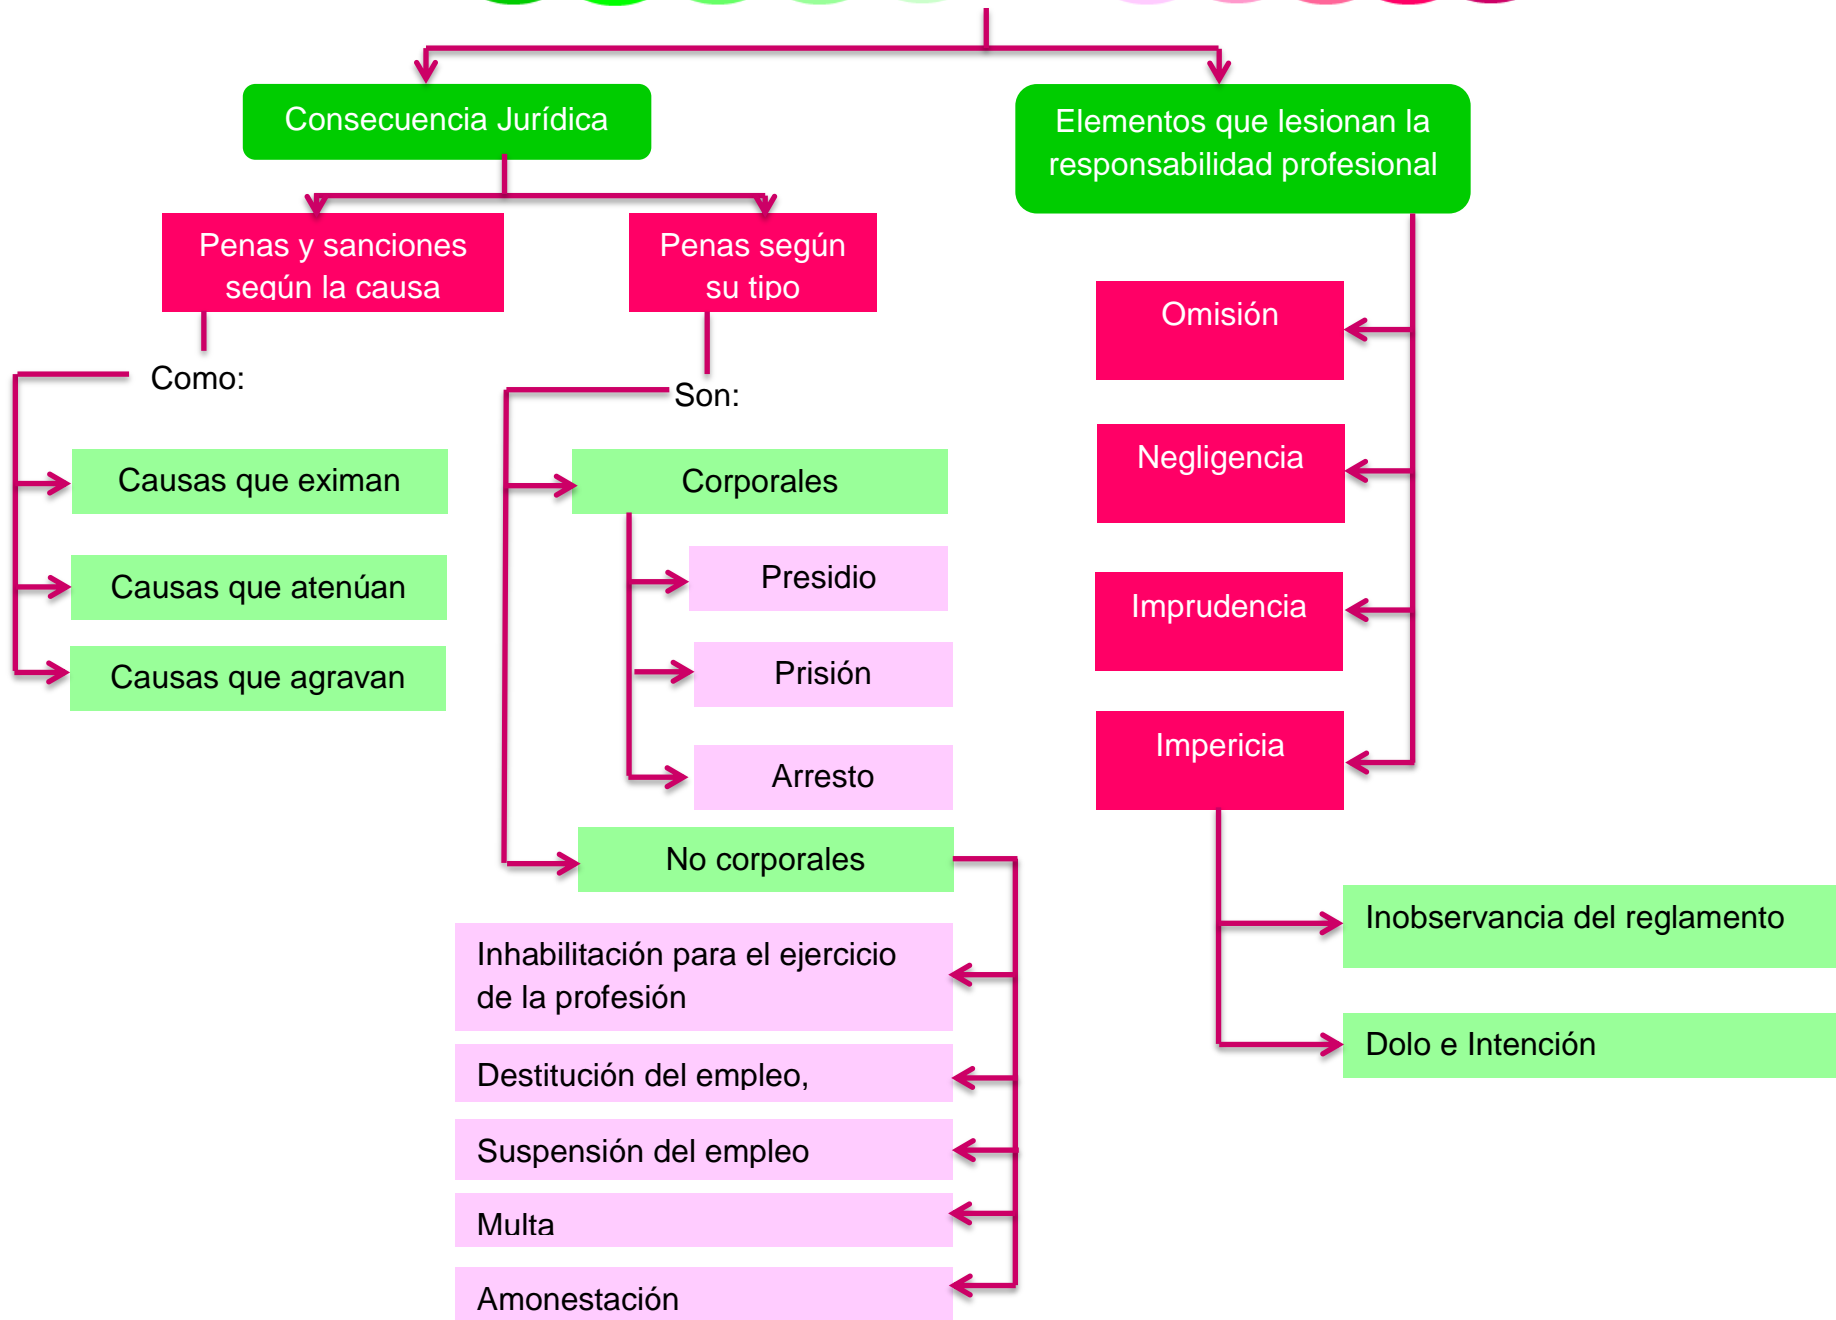 Consecuencia Jurídica
Elementos que lesionan la
responsabilidad profesional
Penas y sanciones
según la causa
Penas según
su tipo
Como:
Son:
Causas que eximan
Causas que atenúan
Causas que agravan
Corporales
Presidio
Prisión
Arresto
No corporales
Inhabilitación para el ejercicio
de la profesión
Destitución del empleo,
Suspensión del empleo
Multa
Amonestación
Omisión
Negligencia
Imprudencia
Impericia
Inobservancia del reglamento
Dolo e Intención